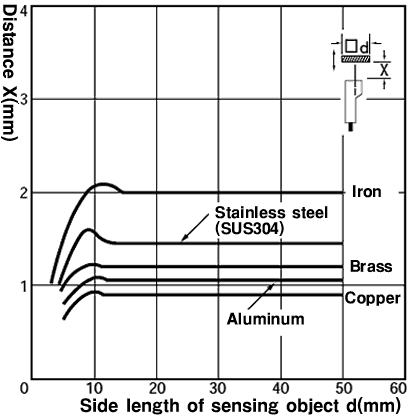 Distance X(mm)
4
3
2
1
0
10
20
30
40
50
60
Side length of sensing object d(mm)
d
X
Iron
Stainless steel
(SUS304)
Brass
Copper
Aluminum